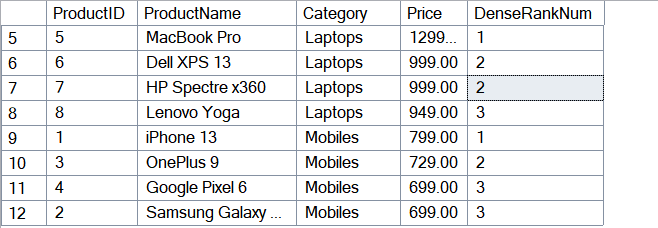 ProductID ProductName Category Price DenseRankNum
5 5 MacBook Pro Laptops 1299... 1
6 6 Dell XPS 13 Laptops 999.00 2
7 7 HP Spectre x360 Laptops 999.00 2
8 8 Lenovo Yoga Laptops 949.00 3
9 1 iPhone 13 Mobiles 799.00 1
10 3 OnePlus 9 Mobiles 729.00 2
11 4 Google Pixel 6 Mobiles 699.00 3
12 2 Samsung Galaxy ... Mobiles 699.00 3